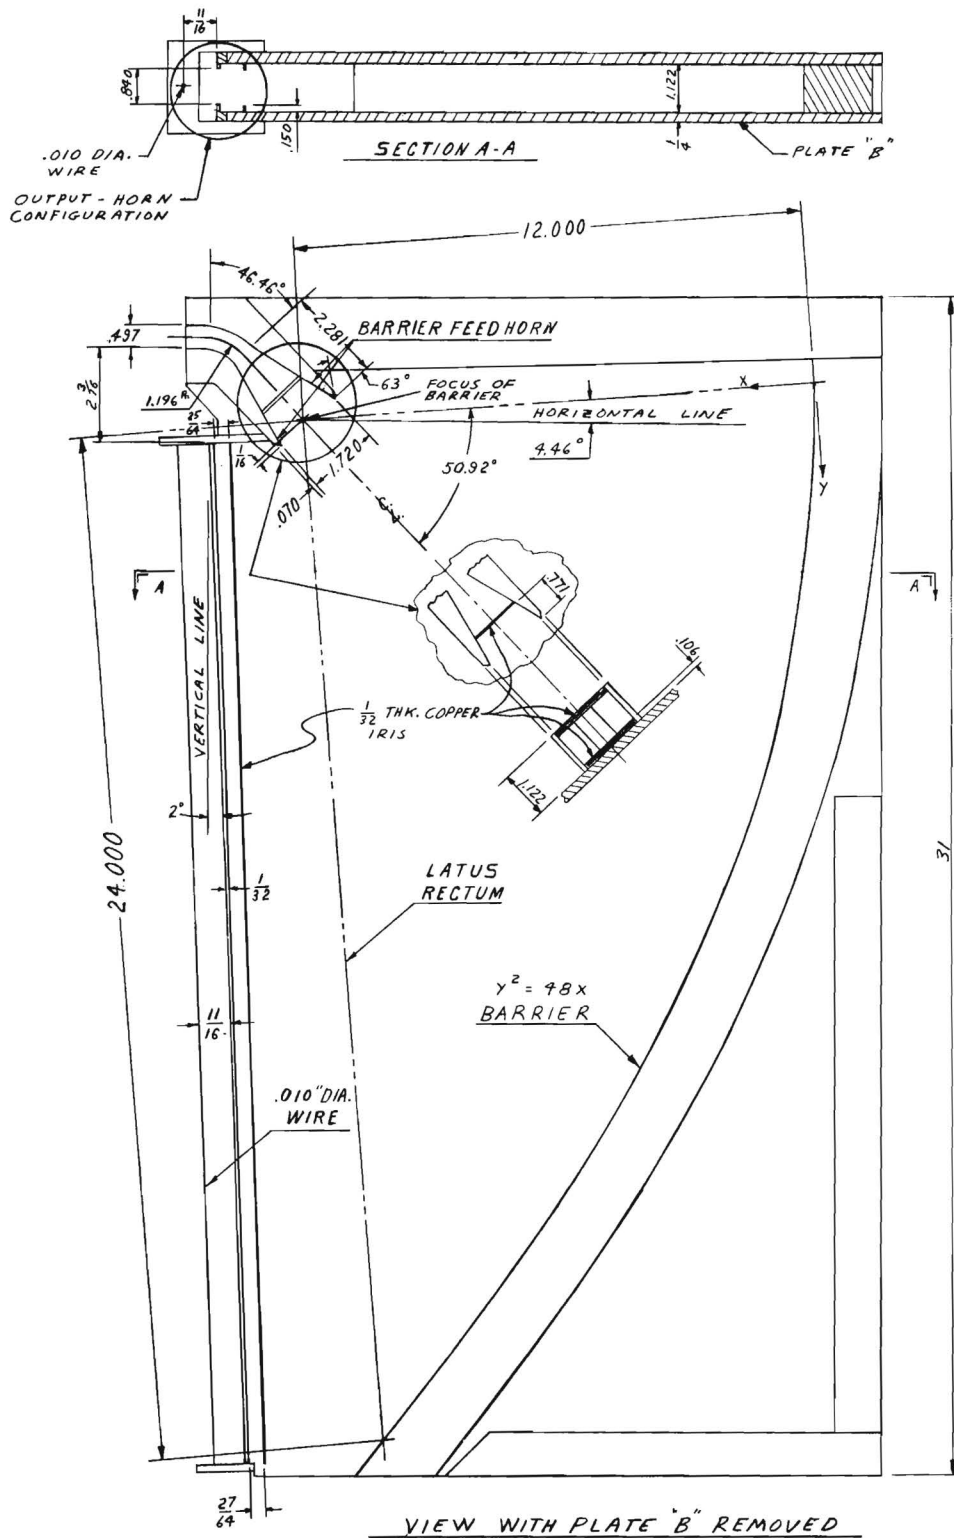 11/16
.840
.010 DIA.
WIRE
OUTPUT - HORN
CONFIGURATION
.150
SECTION A-A
1.122
1/4
PLATE "B"
12.000
46.46°
2.281
BARRIER FEED HORN
.497
2 3/16
1.196 R.
25/64
63°
FOCUS OF
BARRIER
X
HORIZONTAL LINE
4.46°
1/16
1.720
.070
50.92°
Y
A
A
VERTICAL LINE
.771
.106
1/32 THK. COPPER
IRIS
1.122
2°
24.000
1/32
31
LATUS
RECTUM
Y² = 48X
BARRIER
11/16
.010" DIA.
WIRE
27/64
VIEW WITH PLATE "B" REMOVED